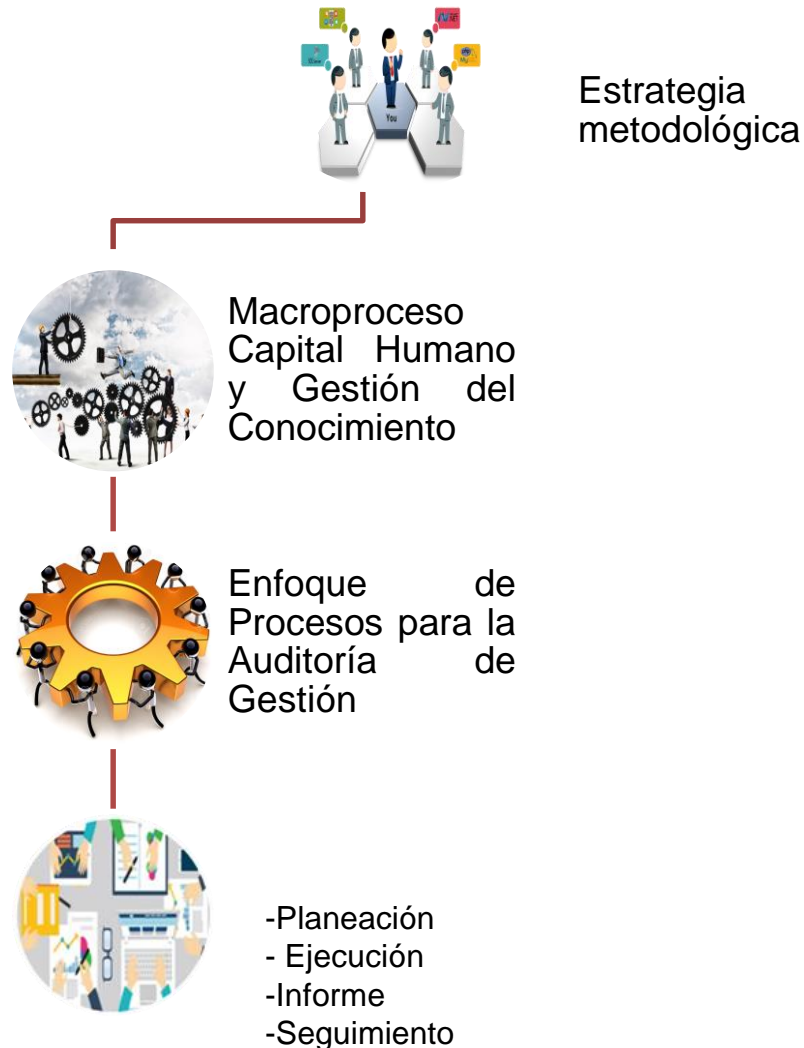 You
Estrategia
metodológica
Macroproceso
Capital Humano
y Gestión del
Conocimiento
Enfoque de
Procesos para la
Auditoría de
Gestión
-Planeación
- Ejecución
-Informe
-Seguimiento